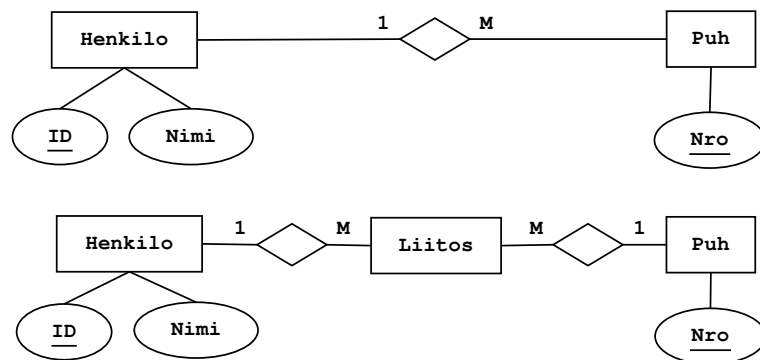 1 M
Henkilo Puh
ID Nimi Nro
1 M M 1
Henkilo Liitos Puh
ID Nimi Nro